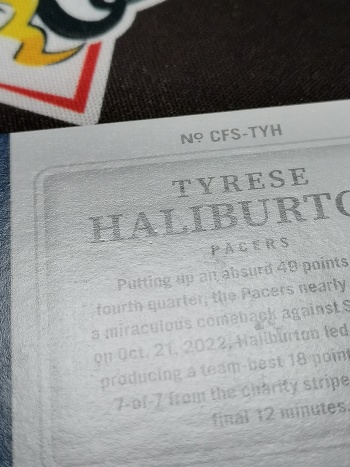 Nº CFS-TYH
TYRESE
HALIBURTO
PACERS
Putting up an absurd 49 points
fourth quarter, the Pacers nearly
a miraculous comeback against S
on Oct. 21, 2022. Haliburton led
producing a team-best 18 point
7-of-7 from the charity stripe
final 12 minutes.